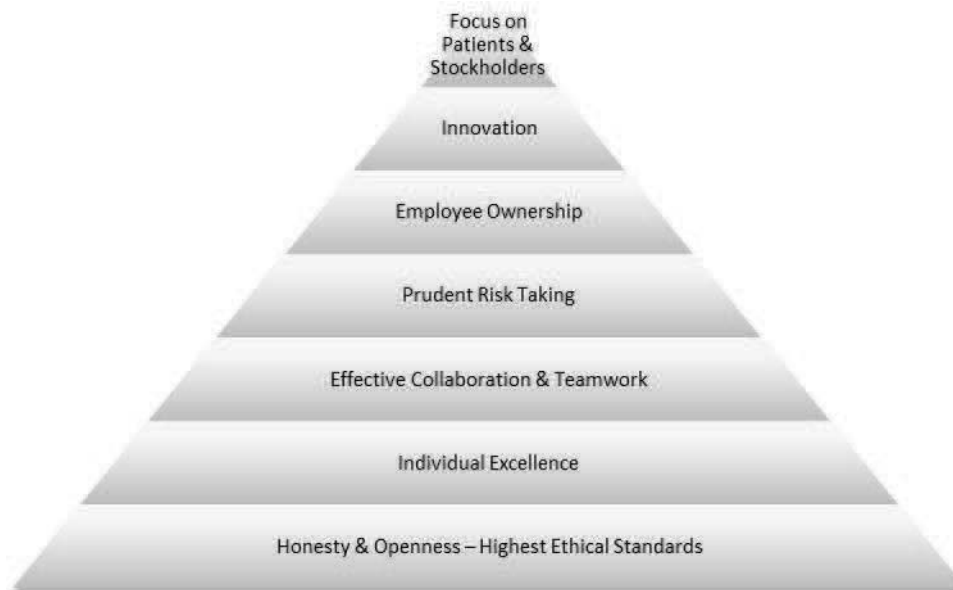 Focus on
Patients &
Stockholders
Innovation
Employee Ownership
Prudent Risk Taking
Effective Collaboration & Teamwork
Individual Excellence
Honesty & Openness – Highest Ethical Standards